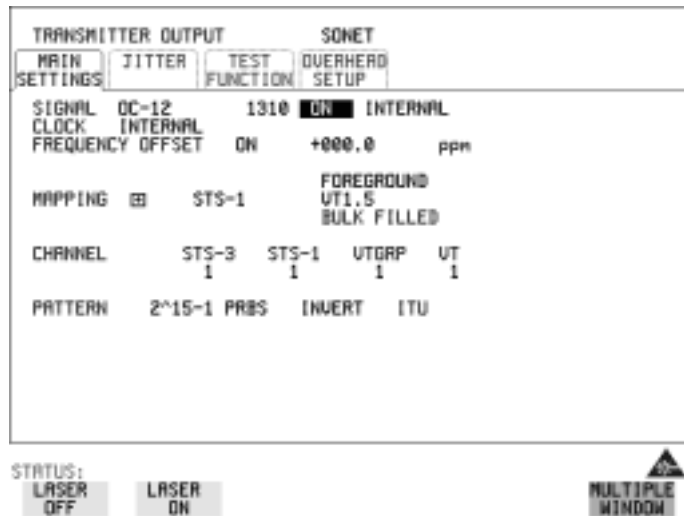 TRANSMITTER OUTPUT SONET
MAIN SETTINGS JITTER TEST FUNCTION OVERHEAD SETUP
SIGNAL OC-12 1310 ON INTERNAL
CLOCK INTERNAL
FREQUENCY OFFSET ON +000.0 ppm
FOREGROUND
MAPPING STS-1 VT1.5
BULK FILLED
CHANNEL STS-3 STS-1 VTGRP VT
1 1 1 1
PATTERN 2^15-1 PRBS INVERT ITU
STATUS:
LASER OFF LASER ON MULTIPLE WINDOW